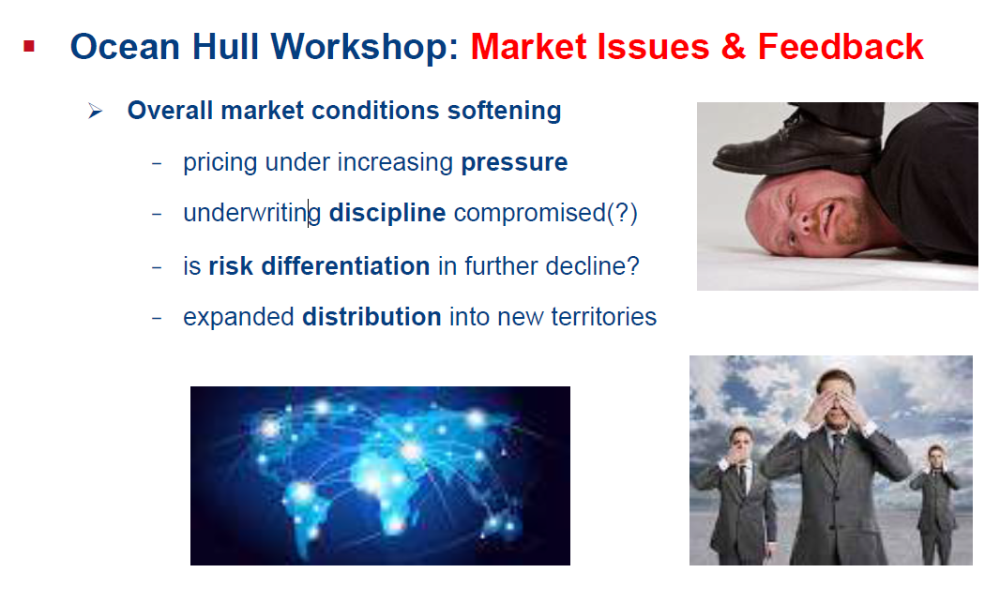 ▪ Ocean Hull Workshop: Market Issues & Feedback
➢ Overall market conditions softening
– pricing under increasing pressure
– underwriting discipline compromised(?)
– is risk differentiation in further decline?
– expanded distribution into new territories